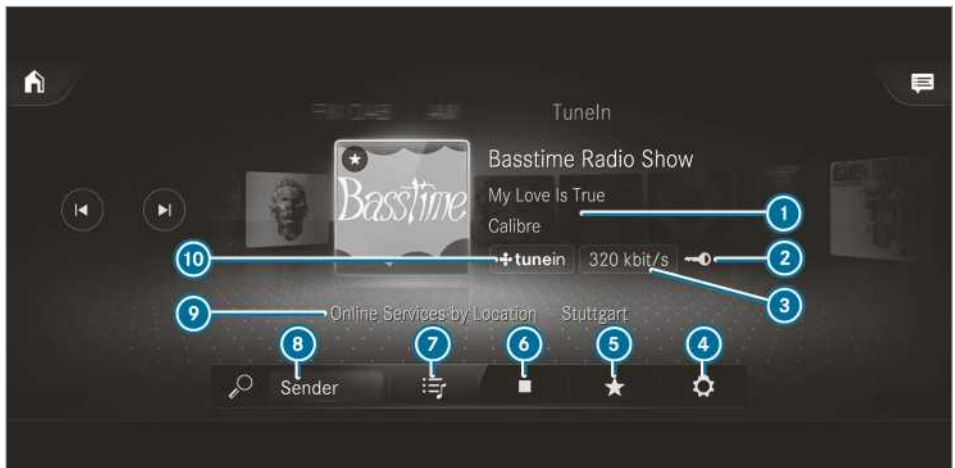 TuneIn
Basstime Radio Show
My Love Is True
Calibre
Basstime
tunein
320 kbit/s
Online Services by Location
Stuttgart
Sender
1
2
3
4
5
6
7
8
9
10